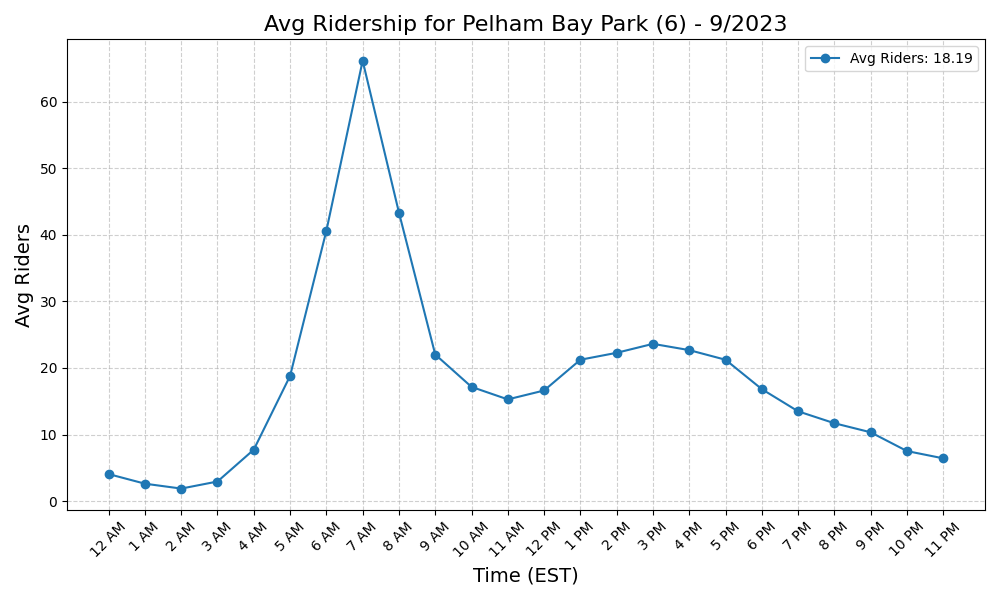 Avg Ridership for Pelham Bay Park (6) - 9/2023
Avg Riders: 18.19
Avg Riders
60
50
40
30
20
10
0
12 AM
1 AM
2 AM
3 AM
4 AM
5 AM
6 AM
7 AM
8 AM
9 AM
10 AM
11 AM
12 PM
1 PM
2 PM
3 PM
4 PM
5 PM
6 PM
7 PM
8 PM
9 PM
10 PM
11 PM
Time (EST)